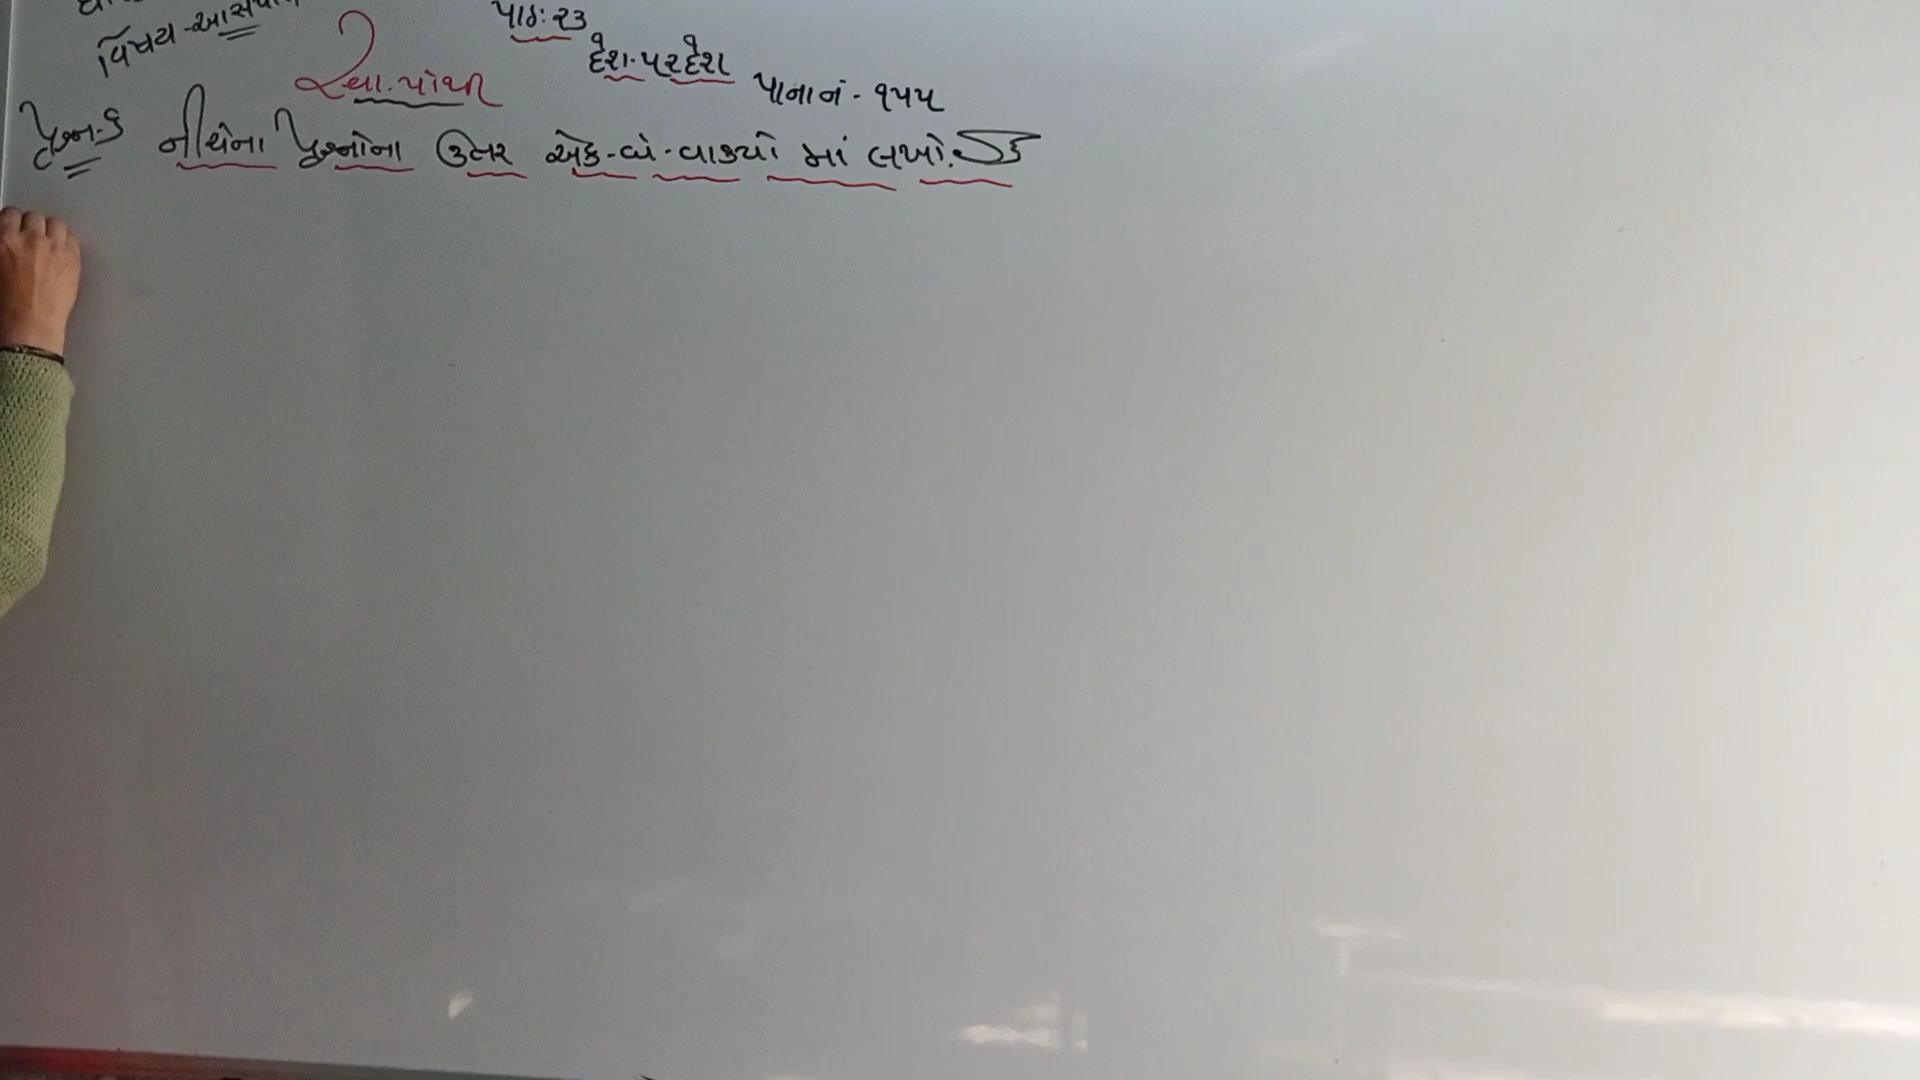 વિષય-આસપાસ
પાઠ: ૨૩
દેશ-પરદેશ
સ્વા. પોથી
પાના નં - ૧૫૫
પ્રશ્ન-૬ નીચેના પ્રશ્નોના ઉત્તર એક-બે-વાક્યો માં લખો.